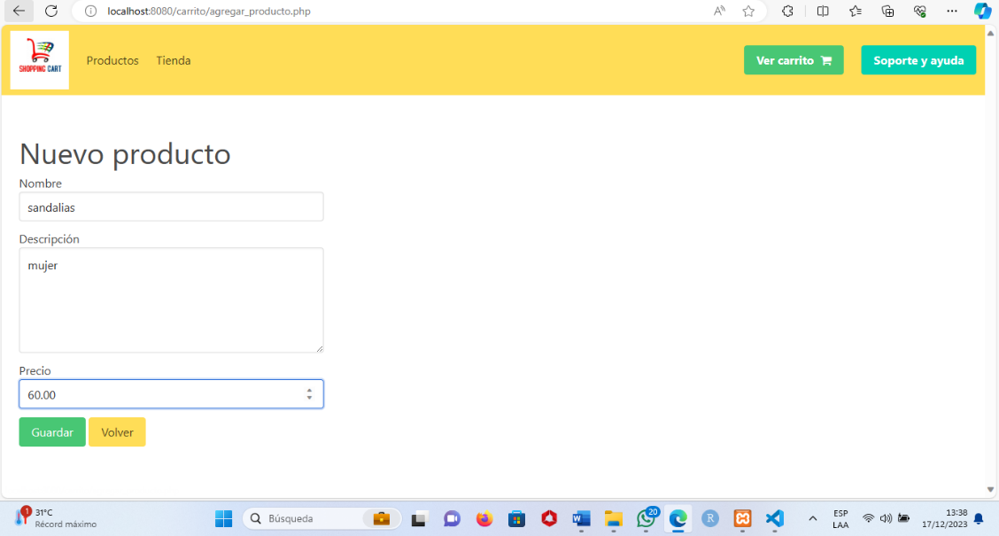 localhost:8080/carrito/agregar_producto.php
SHOPPING CART
Productos
Tienda
Ver carrito
Soporte y ayuda
Nuevo producto
Nombre
sandalias
Descripción
mujer
Precio
60.00
Guardar
Volver
1
31°C
Récord máximo
Búsqueda
20
ESP
LAA
13:38
17/12/2023